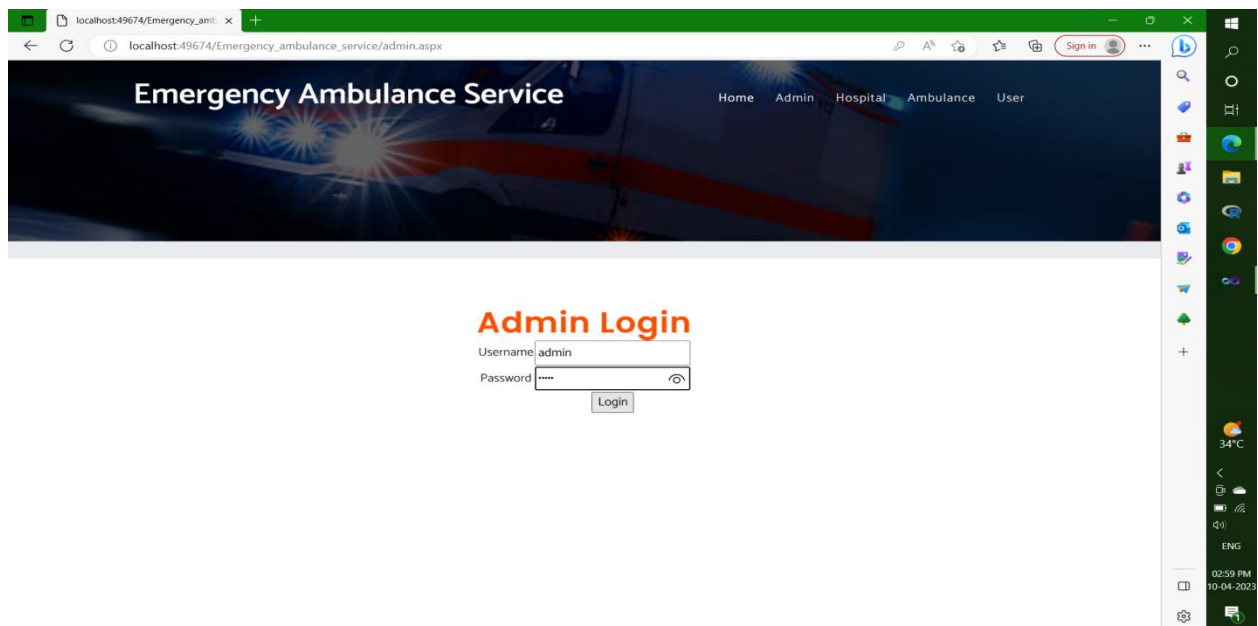 localhost:49674/Emergency_amb
localhost:49674/Emergency_ambulance_service/admin.aspx
Sign in
Emergency Ambulance Service
Home Admin Hospital Ambulance User
Admin Login
Username admin
Password •••••
Login
34°C
ENG
02:59 PM
10-04-2023
1